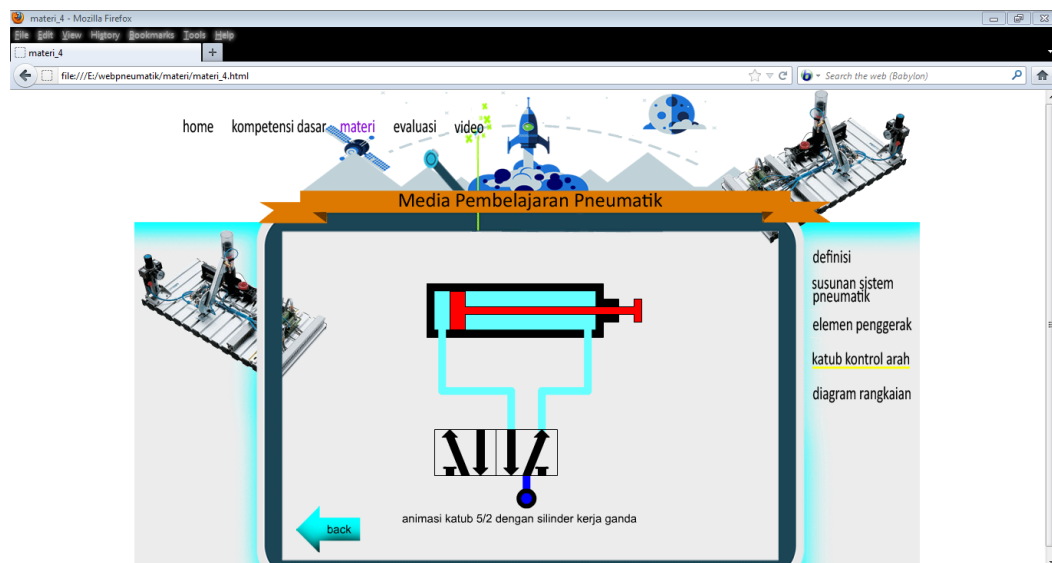 materi_4 - Mozilla Firefox
File Edit View History Bookmarks Tools Help
materi_4
file:///E:/webpneumatik/materi/materi_4.html
Search the web (Babylon)
home kompetensi dasar materi evaluasi video
Media Pembelajaran Pneumatik
definisi
susunan sistem
pneumatik
elemen penggerak
katub kontrol arah
diagram rangkaian
animasi katub 5/2 dengan silinder kerja ganda
back